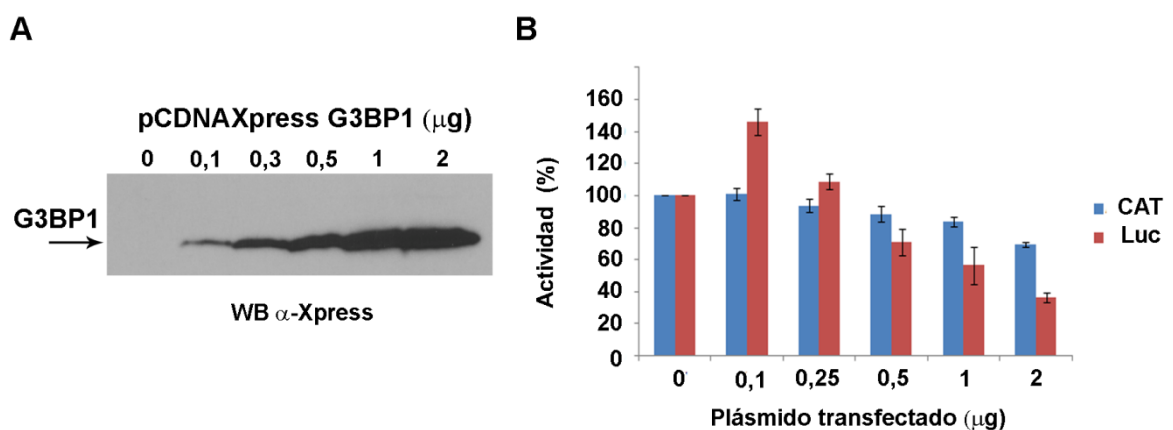 A
pCDNAXpress G3BP1 (μg)
0 0,1 0,3 0,5 1 2
G3BP1
WB α-Xpress
B
Actividad (%)
160
140
120
100
80
60
40
20
0
0 0,1 0,25 0,5 1 2
Plásmido transfectado (μg)
CAT
Luc